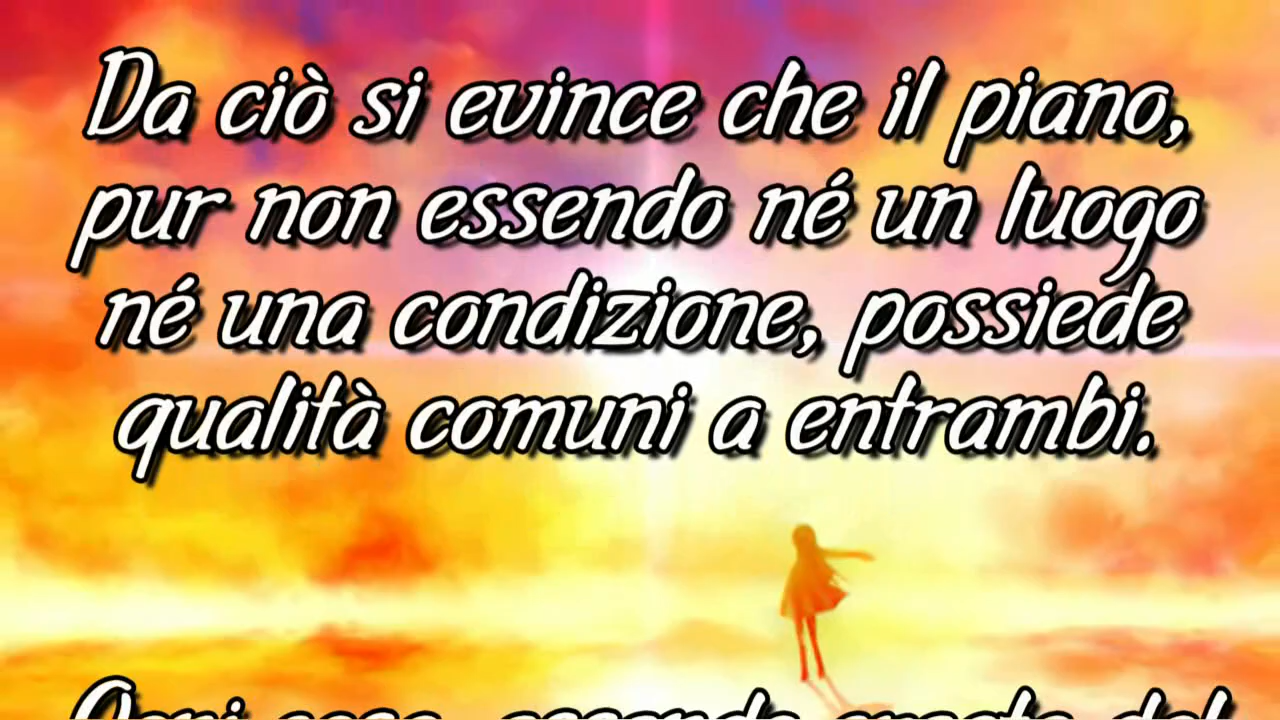 Da ciò si evince che il piano,
pur non essendo né un luogo
né una condizione, possiede
qualità comuni a entrambi.